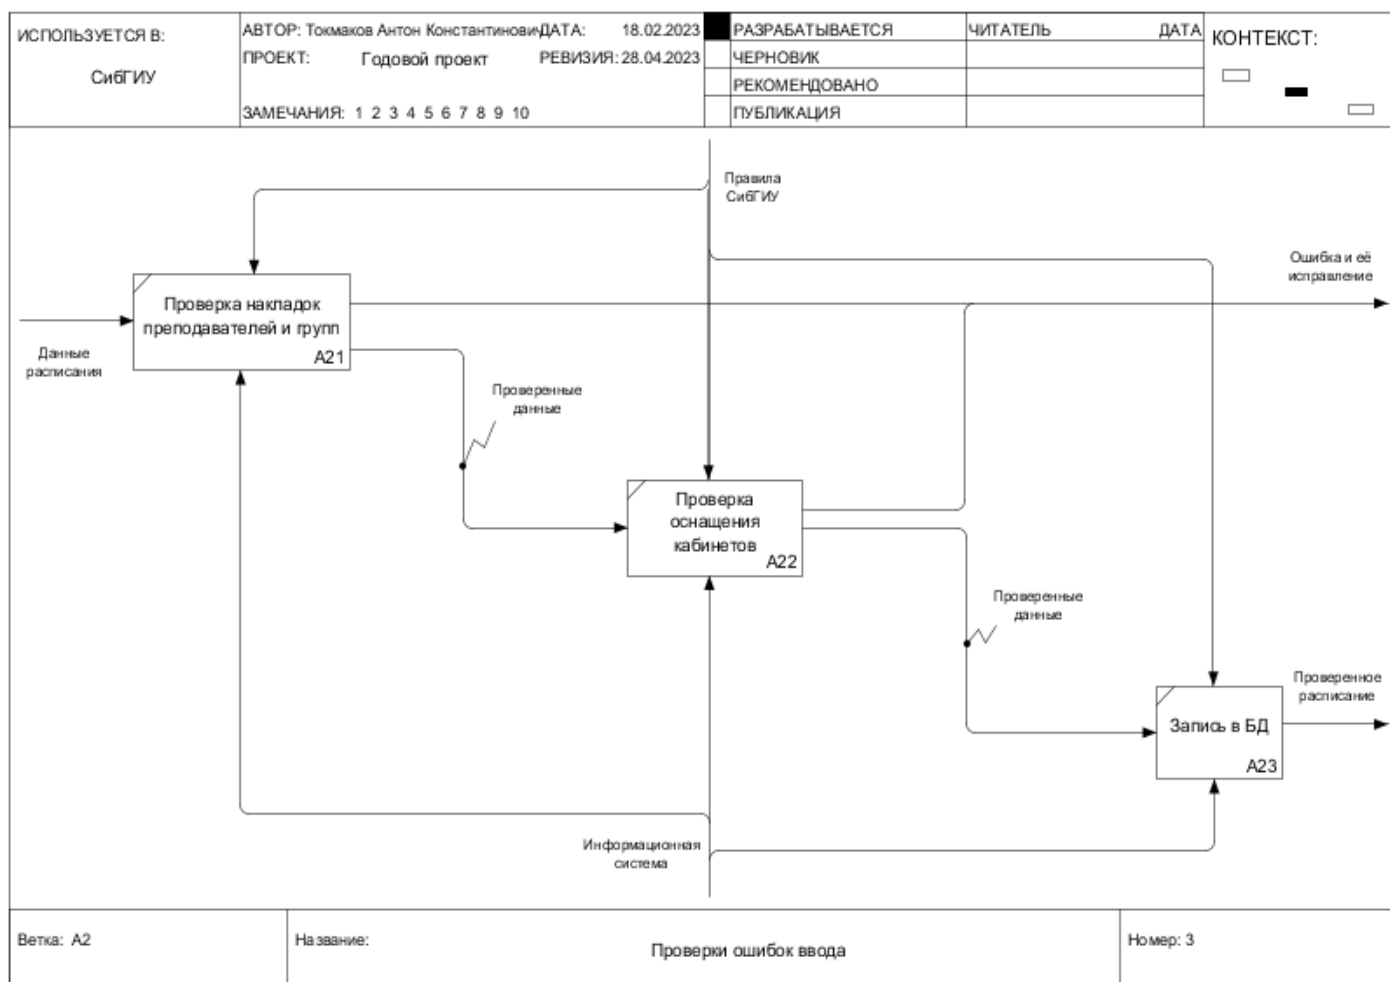 ИСПОЛЬЗУЕТСЯ В:
СибГИУ
АВТОР: Токмаков Антон Константинович
ДАТА: 18.02.2023
ПРОЕКТ: Годовой проект
РЕВИЗИЯ: 28.04.2023
ЗАМЕЧАНИЯ: 1 2 3 4 5 6 7 8 9 10
РАЗРАБАТЫВАЕТСЯ
ЧЕРНОВИК
РЕКОМЕНДОВАНО
ПУБЛИКАЦИЯ
ЧИТАТЕЛЬ ДАТА
КОНТЕКСТ:
Правила
СибГИУ
Ошибка и её
исправление
Проверка накладок
преподавателей и групп
A21
Данные
расписания
Проверенные
данные
Проверка
оснащения
кабинетов
A22
Проверенные
данные
Проверенное
расписание
Запись в БД
A23
Информационная
система
Ветка: A2
Название:
Проверки ошибок ввода
Номер: 3